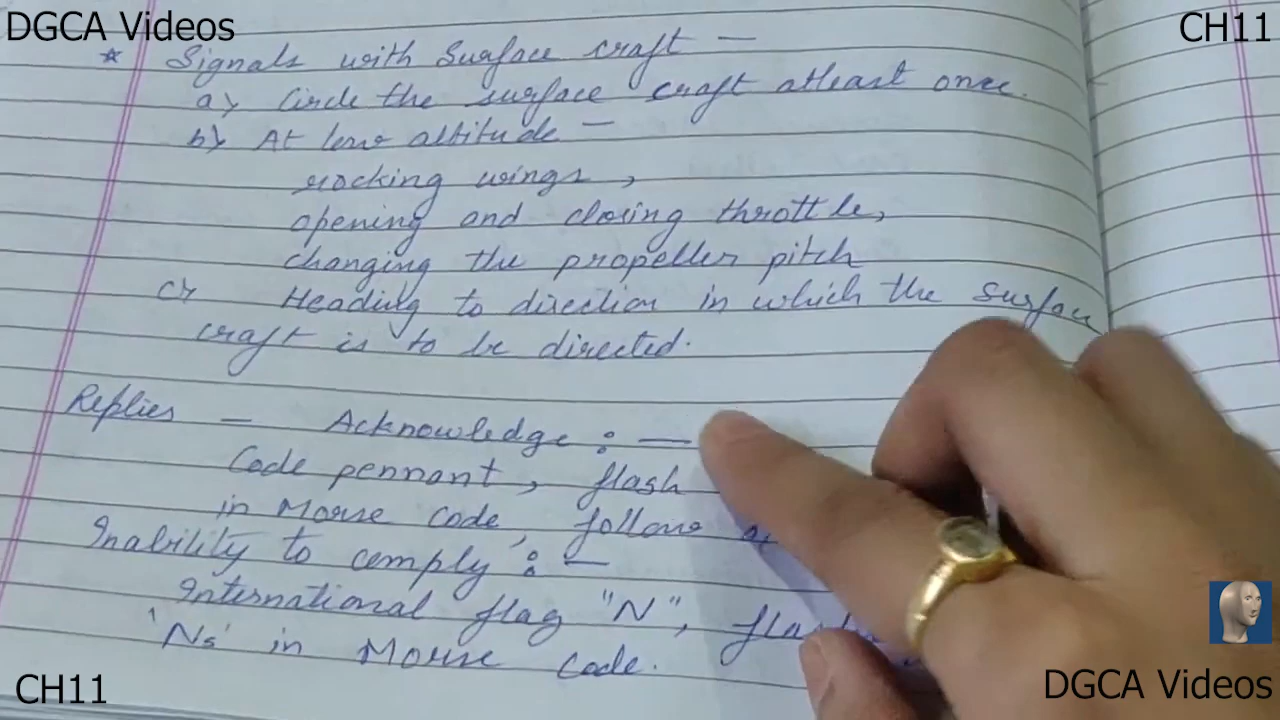 DGCA Videos
CH11
* Signals with Surface craft -
a) Circle the surface craft atleast once.
b) At low altitude -
rocking wings,
opening and closing throttle,
changing the propeller pitch
c) Heading to direction in which the surface
craft is to be directed.
Replies - Acknowledge : -
Code pennant, flash
in Morse code, follow
Inability to comply : -
International flag "N",
'Ns' in Morse code.
CH11
DGCA Videos